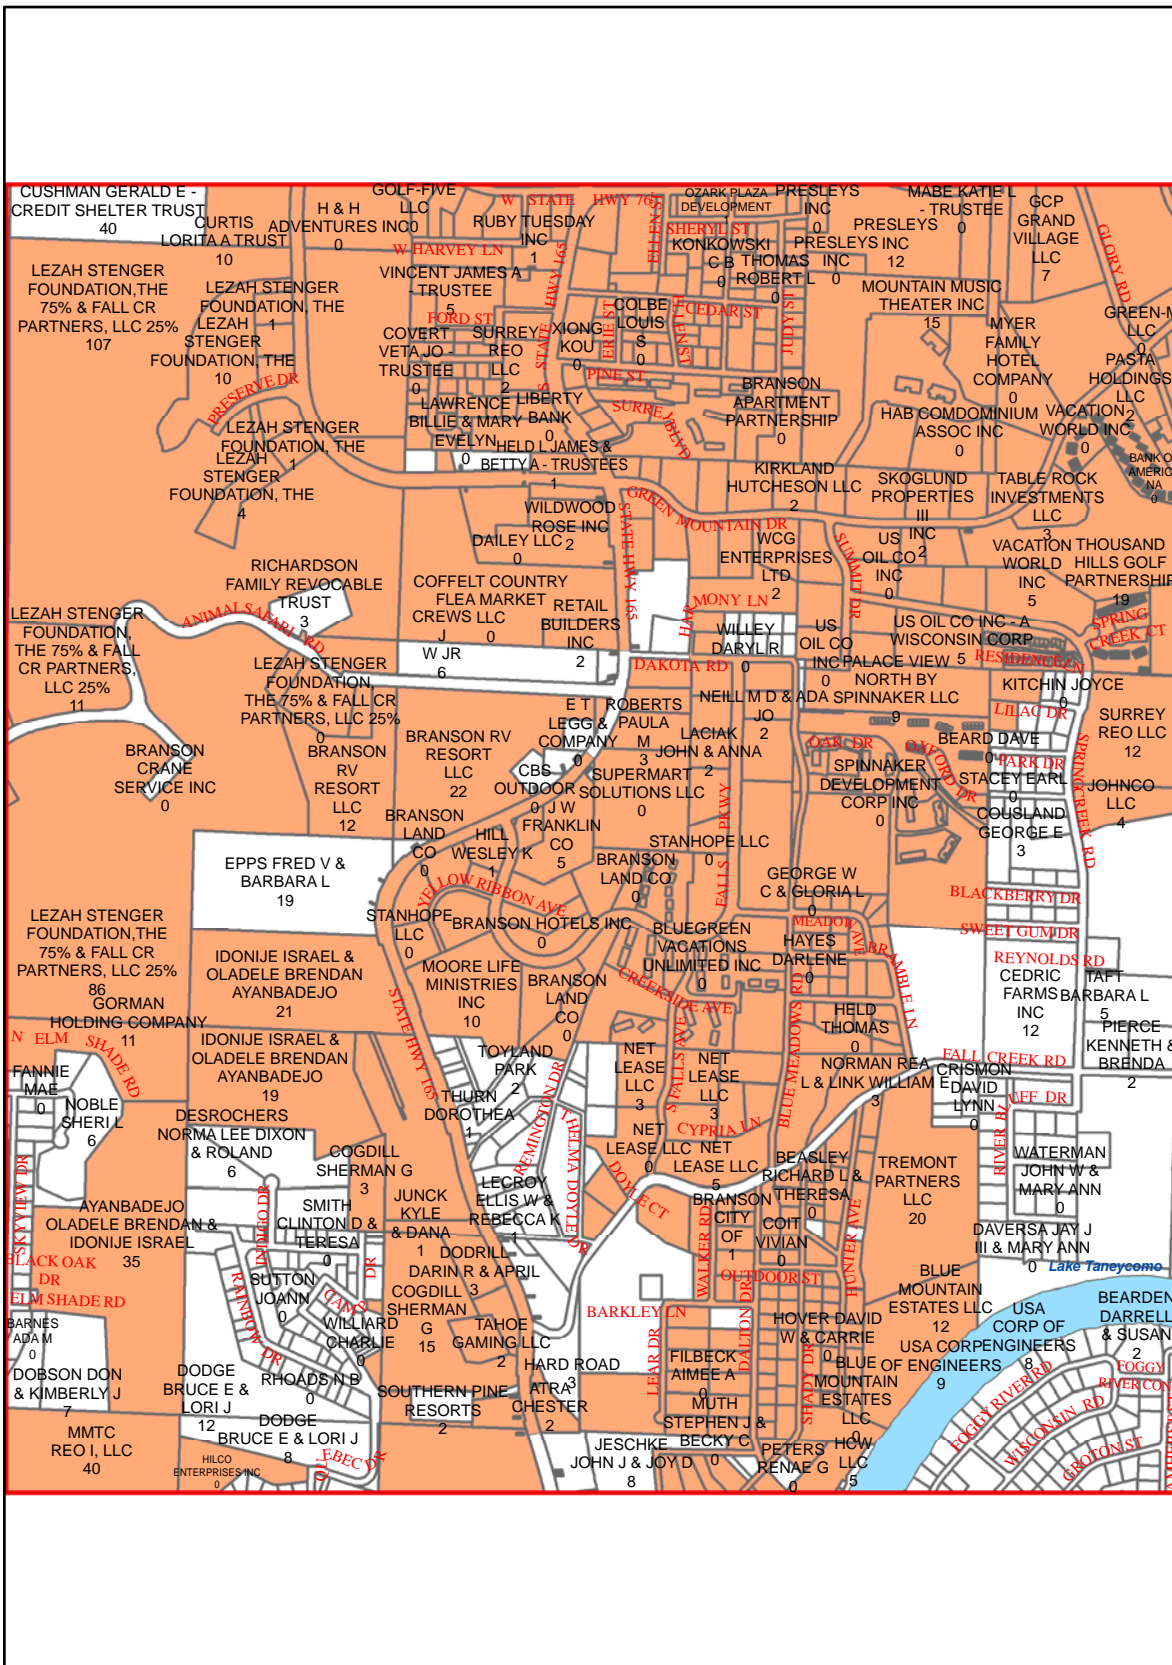 CUSHMAN GERALD E -
CREDIT SHELTER TRUST
40
CURTIS
LORITA A TRUST
10
H & H
ADVENTURES INC
0
GOLF-FIVE
LLC
0
W STATE HWY 76
RUBY TUESDAY
INC
1
W HARVEY LN
ELLEN ST
OZARK PLAZA
DEVELOPMENT
1
SHERYL ST
PRESLEYS
INC
0
KONKOWSKI
C B
0
THOMAS
ROBERT L
0
PRESLEYS
INC
0
PRESLEYS
INC
12
MABE KATIE L
- TRUSTEE
0
GCP
GRAND
VILLAGE
LLC
7
GLORY RD
LEZAH STENGER
FOUNDATION,THE
75% & FALL CR
PARTNERS, LLC 25%
107
LEZAH STENGER
FOUNDATION, THE
1
LEZAH
STENGER
FOUNDATION, THE
10
PRESERVE DR
VINCENT JAMES A
- TRUSTEE
5
FORD ST
COVERT
VETA JO -
TRUSTEE
0
SURREY
REO
LLC
2
S STATE HWY 165
XIONG
KOU
0
ERIE ST
COLBE
LOUIS
S
0
HELEN ST
CEDAR ST
JUDY ST
PINE ST
SURREY BLVD
MOUNTAIN MUSIC
THEATER INC
15
MYER
FAMILY
HOTEL
COMPANY
0
LLC
0
PASTA
HOLDINGS
LLC
2
LAWRENCE
BILLIE & MARY
EVELYN
0
LIBERTY
BANK
0
BRANSON
APARTMENT
PARTNERSHIP
0
HAB COMDOMINIUM
ASSOC INC
0
VACATION
WORLD INC
0
LEZAH STENGER
FOUNDATION, THE
1
LEZAH
STENGER
FOUNDATION, THE
4
HELD L JAMES &
BETTY A - TRUSTEES
1
KIRKLAND
HUTCHESON LLC
2
SKOGLUND
PROPERTIES
III
INC
2
TABLE ROCK
INVESTMENTS
LLC
3
BANK O
AMERIC
NA
0
WILDWOOD
ROSE INC
2
GREEN MOUNTAIN DR
STATE HWY 165
DAILEY LLC
0
WCG
ENTERPRISES
LTD
2
SUMMIT DR
US
OIL CO
INC
0
VACATION
WORLD
INC
5
THOUSAND
HILLS GOLF
PARTNERSHIP
19
RICHARDSON
FAMILY REVOCABLE
TRUST
3
COFFELT COUNTRY
FLEA MARKET
LLC
0
CREWS
J
W JR
6
RETAIL
BUILDERS
INC
2
HARMONY LN
WILLEY
DARYL R
0
US
OIL CO
INC
0
US OIL CO INC - A
WISCONSIN CORP
5
SPRING
CREEK CT
RESIDENCE LN
LEZAH STENGER
FOUNDATION,
THE 75% & FALL
CR PARTNERS,
LLC 25%
11
ANIMAL SAFARI RD
LEZAH STENGER
FOUNDATION,
THE 75% & FALL CR
PARTNERS, LLC 25%
0
DAKOTA RD
PALACE VIEW
NORTH BY
SPINNAKER LLC
9
KITCHIN JOYCE
0
LILAC DR
E T
LEGG &
COMPANY
0
ROBERTS
PAULA
M
3
NEILL M D & ADA
JO
2
LACIAK
JOHN & ANNA
2
SURREY
REO LLC
12
BRANSON
CRANE
SERVICE INC
0
BRANSON
RV
RESORT
LLC
12
BRANSON RV
RESORT
LLC
22
CBS
OUTDOOR
0
SUPERMART
SOLUTIONS LLC
0
OAK DR
OXFORD DR
BEARD DAVE
0
PARK DR
STACEY EARL
0
SPINNAKER
DEVELOPMENT
CORP INC
0
COUSLAND
GEORGE E
3
SPRING CREEK RD
JOHNCO
LLC
4
BRANSON
LAND
CO
0
HILL
WESLEY K
1
J W
FRANKLIN
CO
5
STANHOPE LLC
0
FALLS PKWY
EPPS FRED V &
BARBARA L
19
BRANSON
LAND CO
0
GEORGE W
C & GLORIA L
0
YELLOW RIBBON AVE
BLACKBERRY DR
STANHOPE
LLC
0
BRANSON HOTELS INC
0
BLUEGREEN
VACATIONS
UNLIMITED INC
0
MEADOW AVE
HAYES
DARLENE
0
BRAMBLE LN
SWEET GUM DR
LEZAH STENGER
FOUNDATION,THE
75% & FALL CR
PARTNERS, LLC 25%
86
IDONIJE ISRAEL &
OLADELE BRENDAN
AYANBADEJO
21
MOORE LIFE
MINISTRIES
INC
10
BRANSON
LAND
CO
0
CREEKSIDE AVE
REYNOLDS RD
CEDRIC
FARMS
INC
12
TAFT
BARBARA L
5
GORMAN
HOLDING COMPANY
11
STATE HWY 165
HELD
THOMAS
0
PIERCE
KENNETH &
BRENDA
2
N ELM SHADE RD
IDONIJE ISRAEL &
OLADELE BRENDAN
AYANBADEJO
19
TOYLAND
PARK
2
NET
LEASE
LLC
3
S FALLS AVE
NET
LEASE
LLC
3
BLUE MEADOWS RD
NORMAN REA
L & LINK WILLIAM E
3
FALL CREEK RD
CRISMON
DAVID
LYNN
0
RIVER BLUFF DR
FANNIE
MAE
0
NOBLE
SHERI L
6
THURN
DOROTHEA
1
REMINGTON DR
THELMA DOYLE DR
CYPRIA LN
DESROCHERS
NORMA LEE DIXON
& ROLAND
6
COGDILL
SHERMAN G
3
NET
LEASE LLC
0
NET
LEASE LLC
5
DOYLE CT
BEASLEY
RICHARD L &
THERESA
0
TREMONT
PARTNERS
LLC
20
WATERMAN
JOHN W &
MARY ANN
0
SKYVIEW DR
AYANBADEJO
OLADELE BRENDAN &
IDONIJE ISRAEL
35
INDIGO DR
SMITH
CLINTON D &
TERESA
0
JUNCK
KYLE
& DANA
1
LECROY
ELLIS W &
REBECCA K
1
WALKER RD
BRANSON
CITY
OF
1
COIT
VIVIAN
0
HUNTER AVE
DAVERSA JAY J
III & MARY ANN
0
BLACK OAK
DR
DODRILL
DARIN R & APRIL
3
OUTDOOR ST
Lake Taneycomo
ELM SHADE RD
RAINBOW DR
SUTTON
JOANN
0
DR
COGDILL
SHERMAN
G
15
BARKLEY LN
DALTON DR
BLUE
MOUNTAIN
ESTATES LLC
12
USA
CORP OF
ENGINEERS
8
BEARDEN
DARRELL
& SUSAN
2
BARNES
ADA M
0
WILLIARD
CHARLIE
0
TAHOE
GAMING LLC
2
LEAR DR
HOVER DAVID
W & CARRIE
0
USA CORP
OF ENGINEERS
9
DOBSON DON
& KIMBERLY J
7
DODGE
BRUCE E &
LORI J
12
RHOADS N B
0
SOUTHERN PINE
RESORTS
2
HARD ROAD
3
ATRA
CHESTER
2
FILBECK
AIMEE A
0
SHADY DR
BLUE
MOUNTAIN
ESTATES
LLC
0
FOGGY RIVER RD
FOGGY
WISCONSIN RD
GROTON ST
MMTC
REO I, LLC
40
DODGE
BRUCE E & LORI J
8
MUTH
STEPHEN J &
BECKY C
0
HILCO
ENTERPRISES INC
0
JESCHKE
JOHN J & JOY D
8
PETERS
RENAE G
0
HCW
LLC
5